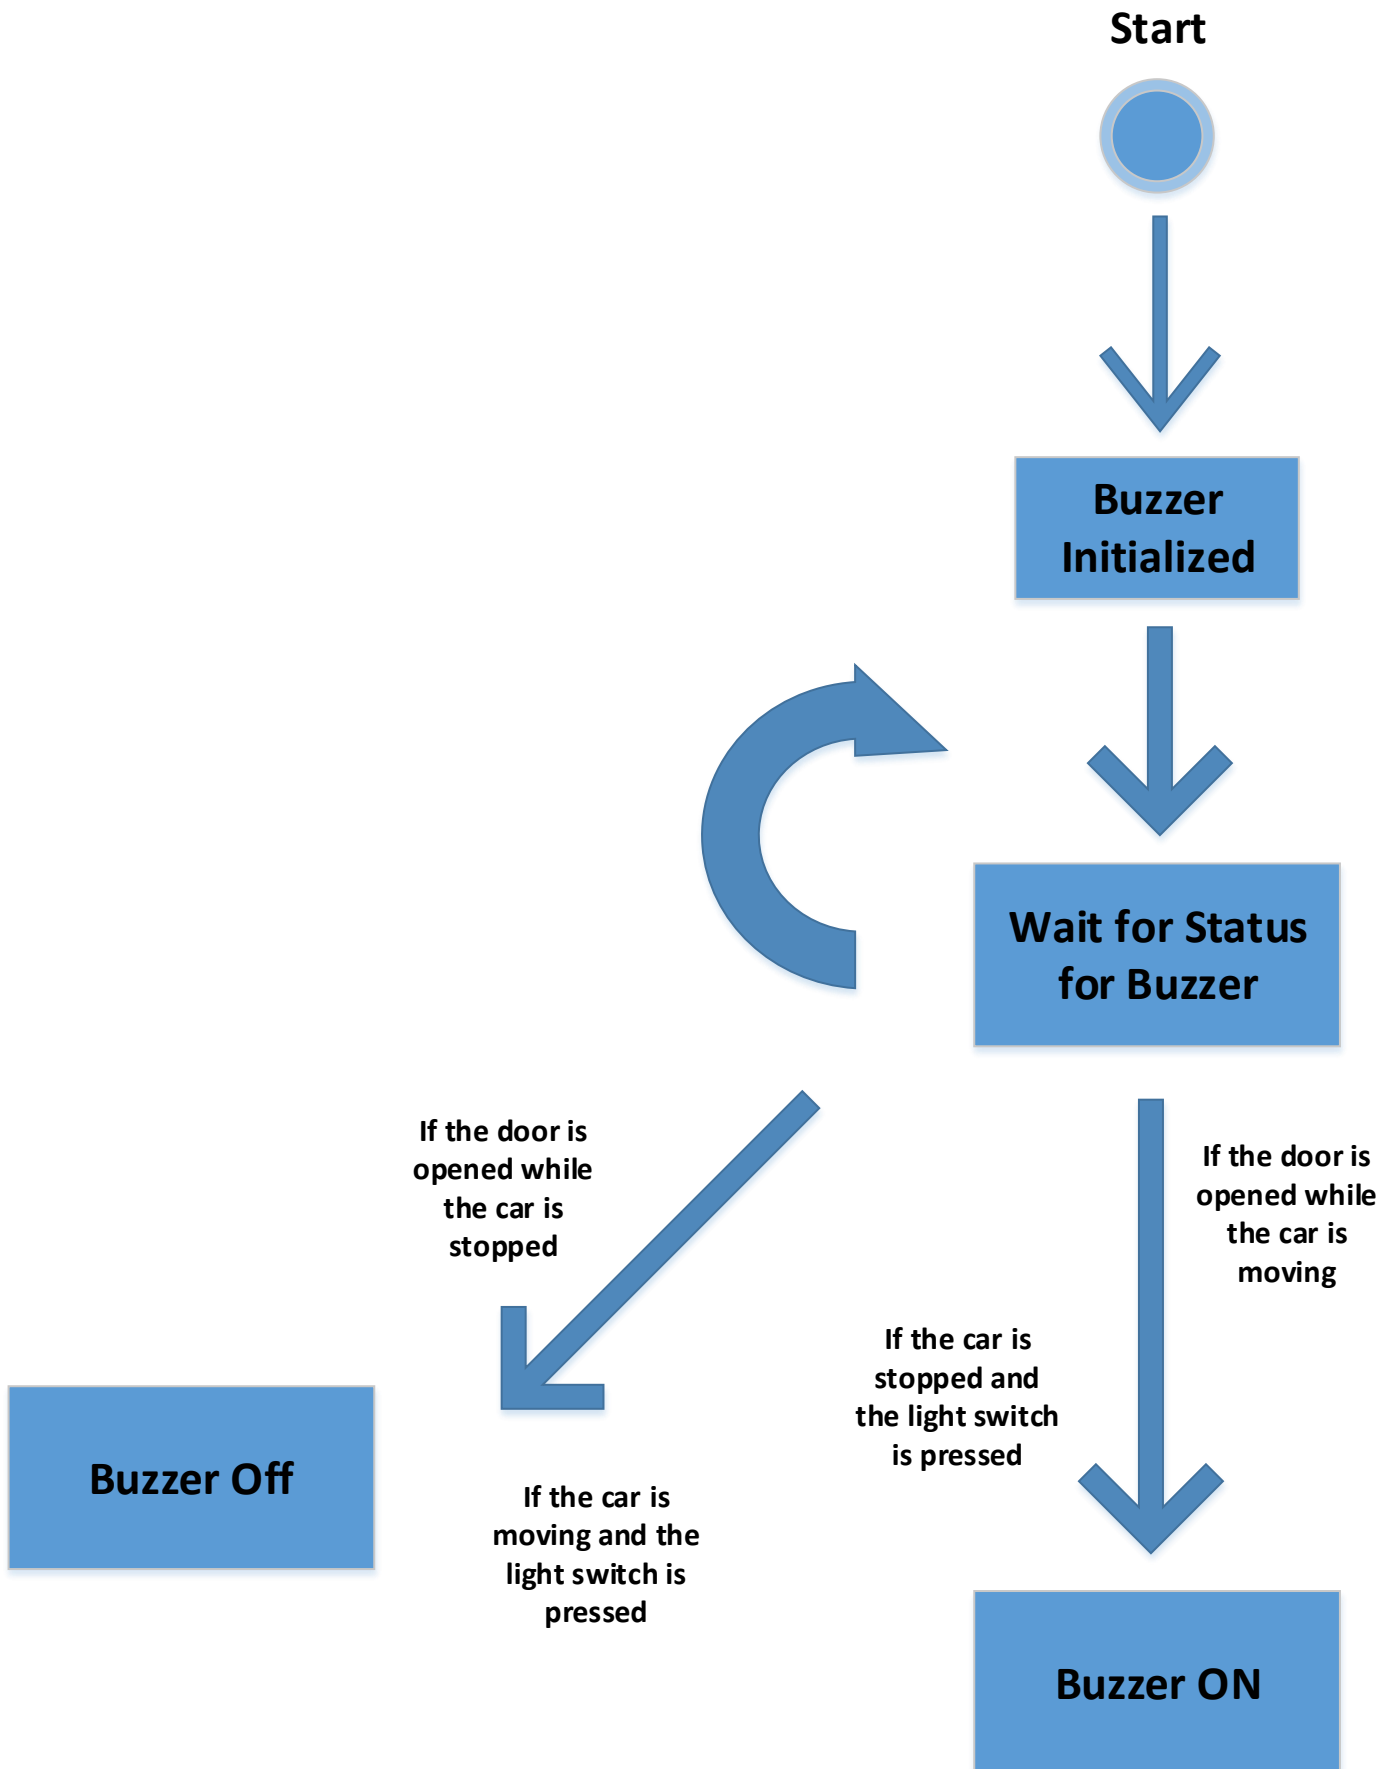 Start
Buzzer
Initialized
Wait for Status
for Buzzer
If the door is
opened while
the car is
stopped
If the door is
opened while
the car is
moving
If the car is
stopped and
the light switch
is pressed
Buzzer Off
If the car is
moving and the
light switch is
pressed
Buzzer ON